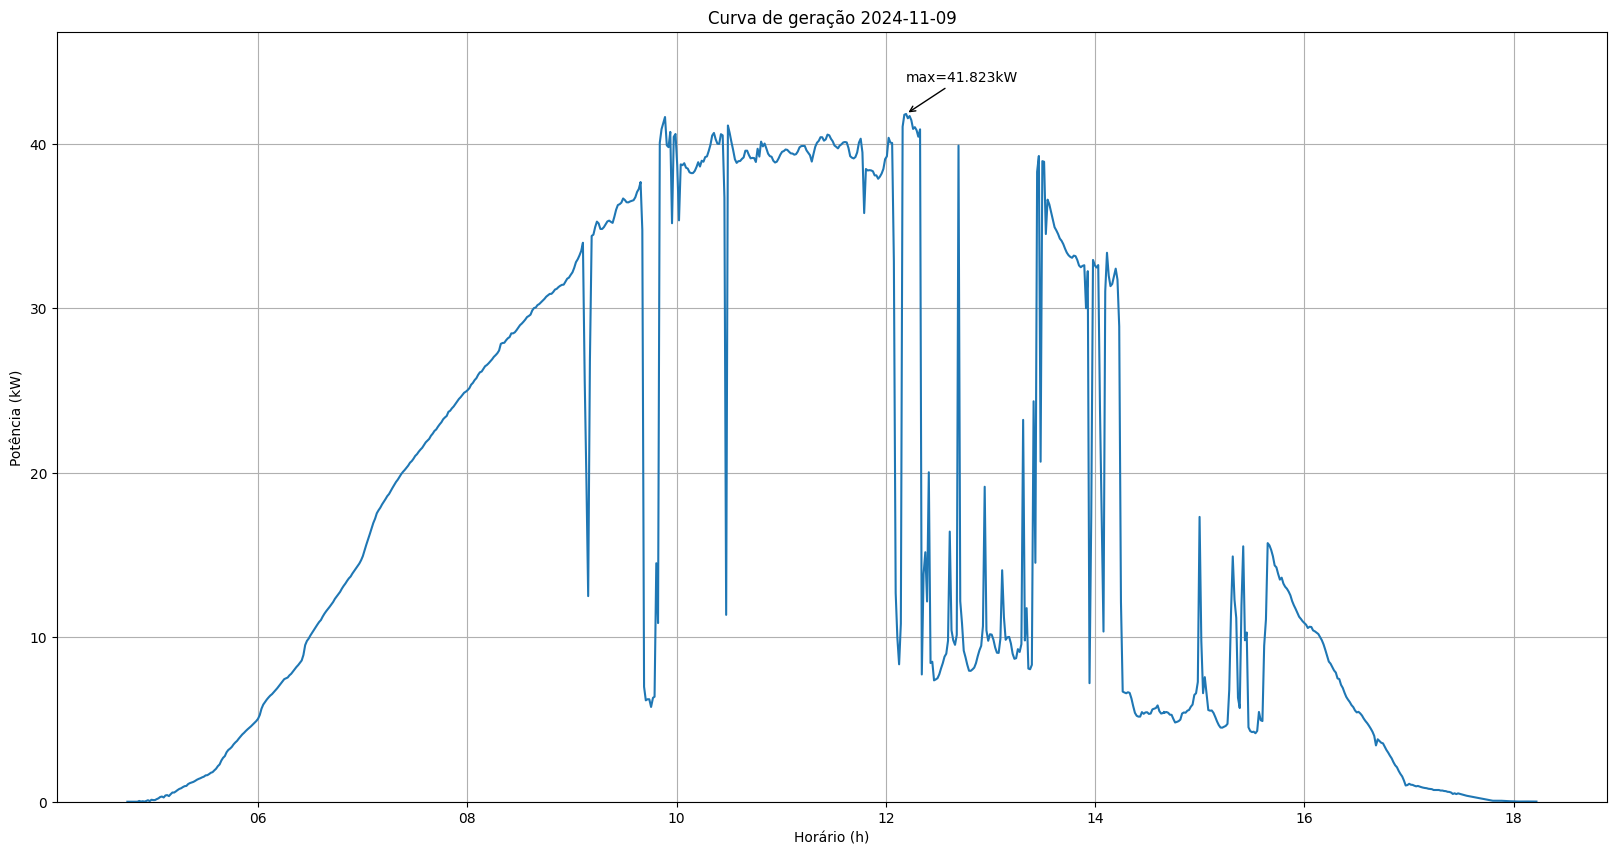 Curva de geração 2024-11-09
max=41.823kW
40
30
20
10
0
Potência (kW)
06 08 10 12 14 16 18
Horário (h)